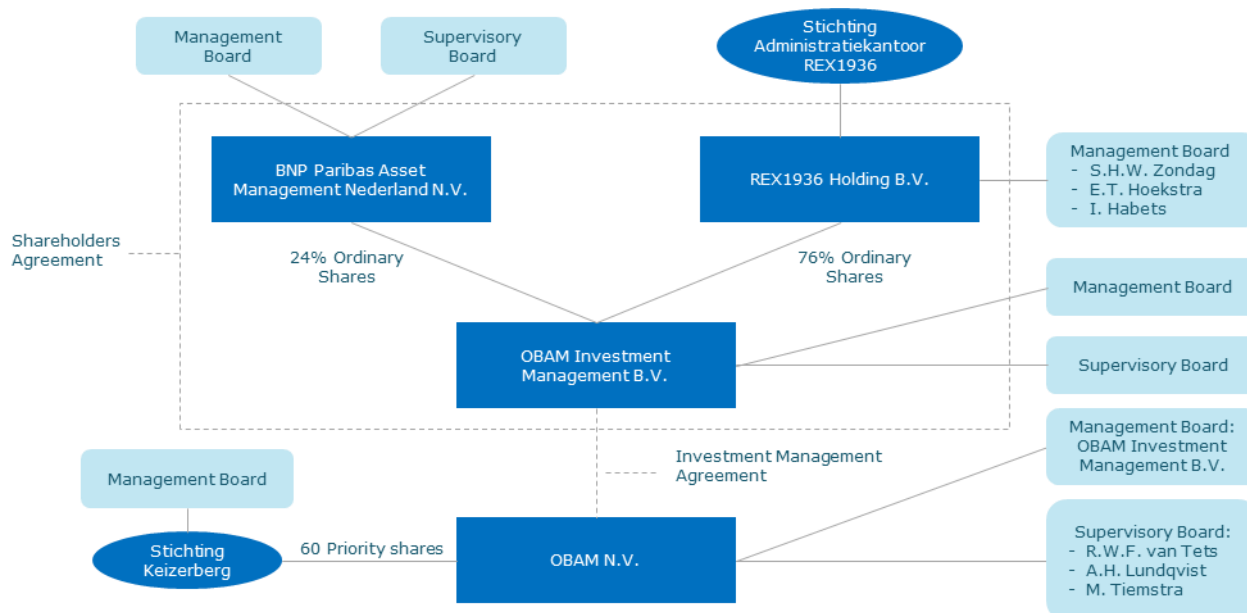 Management
Board
Supervisory
Board
Stichting
Administratiekantoor
REX1936
BNP Paribas Asset
Management Nederland N.V.
REX1936 Holding B.V.
Management Board
- S.H.W. Zondag
- E.T. Hoekstra
- I. Habets
Shareholders
Agreement
24% Ordinary
Shares
76% Ordinary
Shares
Management Board
OBAM Investment
Management B.V.
Supervisory Board
Management Board:
OBAM Investment
Management B.V.
Investment Management
Agreement
Management Board
Stichting
Keizerberg
60 Priority shares
OBAM N.V.
Supervisory Board:
- R.W.F. van Tets
- A.H. Lundqvist
- M. Tiemstra